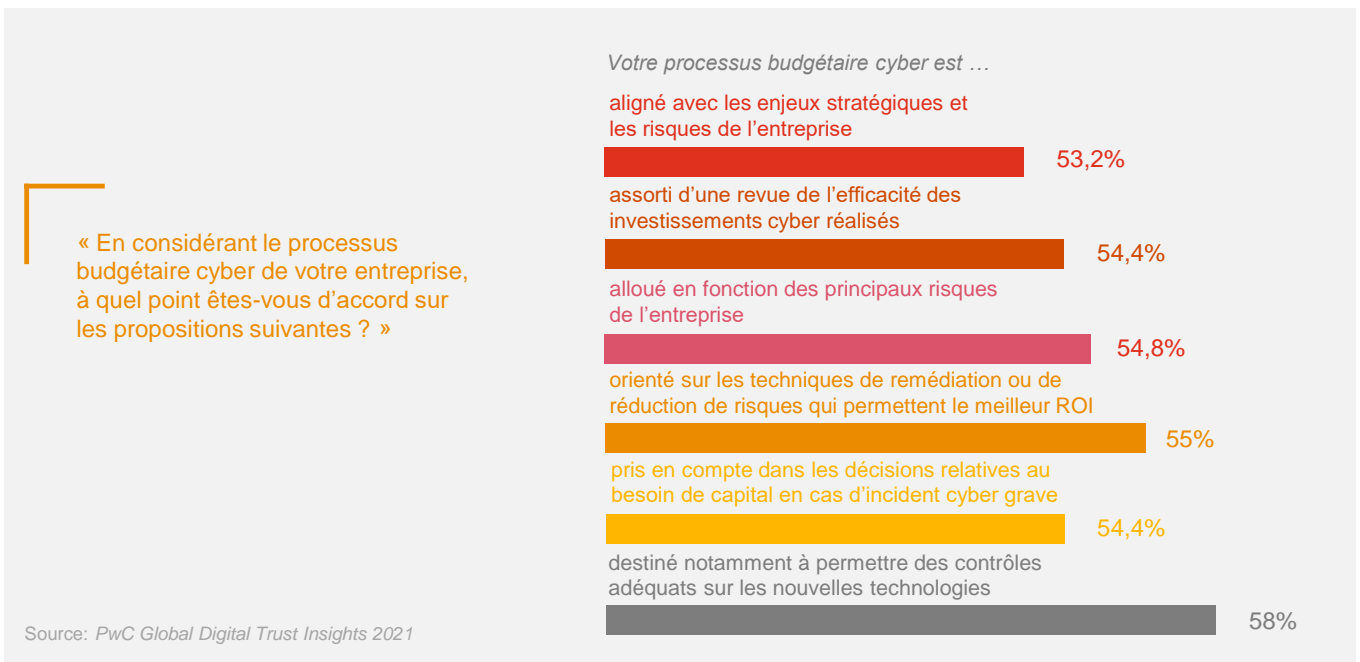 Votre processus budgétaire cyber est …
aligné avec les enjeux stratégiques et
les risques de l’entreprise
53,2%
assorti d’une revue de l’efficacité des
investissements cyber réalisés
54,4%
alloué en fonction des principaux risques
de l’entreprise
54,8%
orienté sur les techniques de remédiation ou de
réduction de risques qui permettent le meilleur ROI
55%
pris en compte dans les décisions relatives au
besoin de capital en cas d’incident cyber grave
54,4%
destiné notamment à permettre des contrôles
adéquats sur les nouvelles technologies
58%
« En considérant le processus
budgétaire cyber de votre entreprise,
à quel point êtes-vous d’accord sur
les propositions suivantes ? »
Source: PwC Global Digital Trust Insights 2021